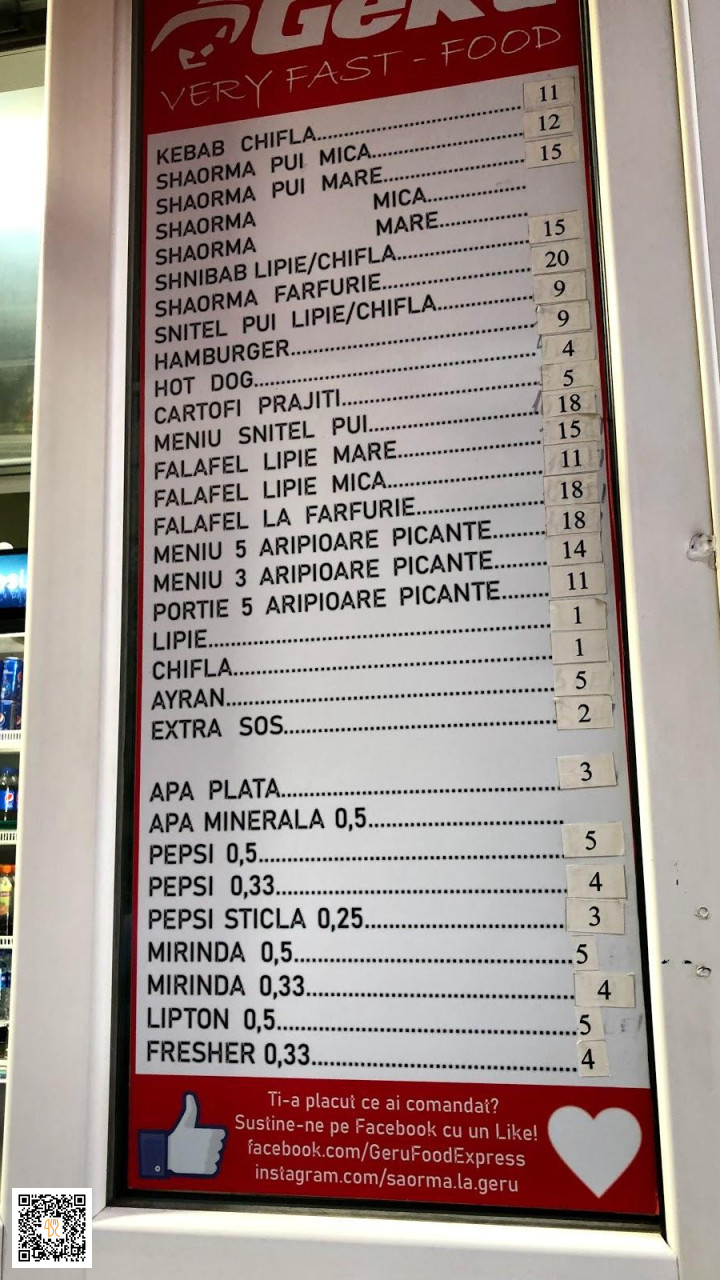 Geru
VERY FAST - FOOD
KEBAB CHIFLA 11
SHAORMA PUI MICA 12
SHAORMA PUI MARE 15
SHAORMA MICA
SHAORMA MARE
SHNIBAB LIPIE/CHIFLA 15
SHAORMA FARFURIE 20
SNITEL PUI LIPIE/CHIFLA 9
HAMBURGER 9
HOT DOG 4
CARTOFI PRAJITI 5
MENIU SNITEL PUI 18
FALAFEL LIPIE MARE 15
FALAFEL LIPIE MICA 11
FALAFEL LA FARFURIE 18
MENIU 5 ARIPIOARE PICANTE 18
MENIU 3 ARIPIOARE PICANTE 14
PORTIE 5 ARIPIOARE PICANTE 11
LIPIE 1
CHIFLA 1
AYRAN 5
EXTRA SOS 2
APA PLATA 3
APA MINERALA 0,5
PEPSI 0,5 5
PEPSI 0,33 4
PEPSI STICLA 0,25 3
MIRINDA 0,5 5
MIRINDA 0,33 4
LIPTON 0,5 5
FRESHER 0,33 4
Ti-a placut ce ai comandat?
Sustine-ne pe Facebook cu un Like!
facebook.com/GeruFoodExpress
instagram.com/saorma.la.geru